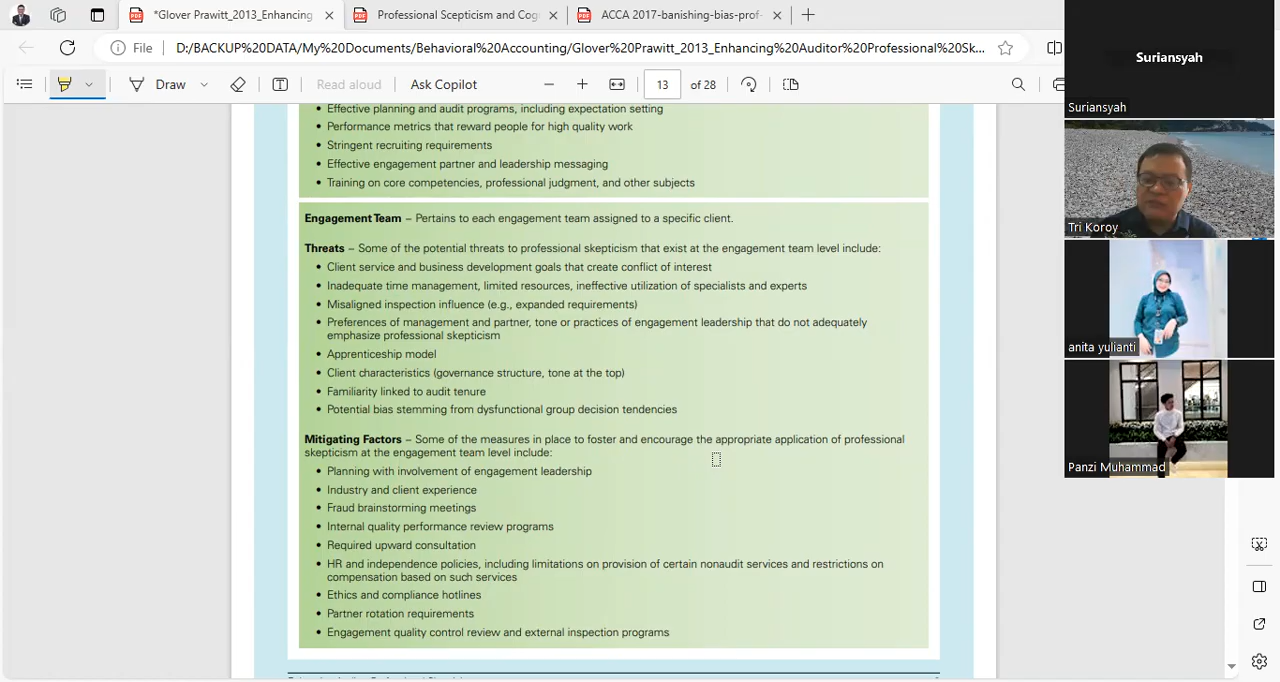 *Glover Prawitt_2013_Enhancing
Professional Scepticism and Cog
ACCA 2017-banishing-bias-prof-
File
D:/BACKUP%20DATA/My%20Documents/Behavioral%20Accounting/Glover%20Prawitt_2013_Enhancing%20Auditor%20Professional%20Sk...
Draw
Read aloud
Ask Copilot
13
of 28
• Effective planning and audit programs, including expectation setting
• Performance metrics that reward people for high quality work
• Stringent recruiting requirements
• Effective engagement partner and leadership messaging
• Training on core competencies, professional judgment, and other subjects
Engagement Team – Pertains to each engagement team assigned to a specific client.
Threats – Some of the potential threats to professional skepticism that exist at the engagement team level include:
• Client service and business development goals that create conflict of interest
• Inadequate time management, limited resources, ineffective utilization of specialists and experts
• Misaligned inspection influence (e.g., expanded requirements)
• Preferences of management and partner, tone or practices of engagement leadership that do not adequately
emphasize professional skepticism
• Apprenticeship model
• Client characteristics (governance structure, tone at the top)
• Familiarity linked to audit tenure
• Potential bias stemming from dysfunctional group decision tendencies
Mitigating Factors – Some of the measures in place to foster and encourage the appropriate application of professional
skepticism at the engagement team level include:
• Planning with involvement of engagement leadership
• Industry and client experience
• Fraud brainstorming meetings
• Internal quality performance review programs
• Required upward consultation
• HR and independence policies, including limitations on provision of certain nonaudit services and restrictions on
compensation based on such services
• Ethics and compliance hotlines
• Partner rotation requirements
• Engagement quality control review and external inspection programs
Suriansyah
Suriansyah
Tri Koroy
anita yulianti
Panzi Muhammad